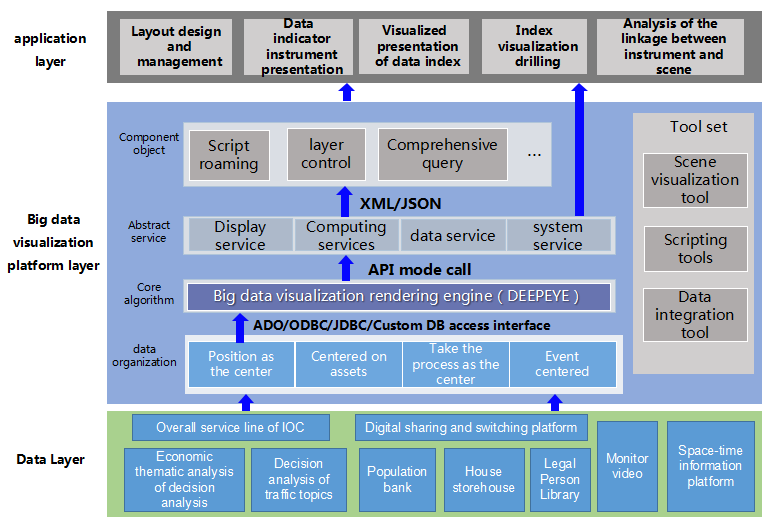 application
layer
Layout design
and
management
Data
indicator
instrument
presentation
Visualized
presentation
of data index
Index
visualization
drilling
Analysis of the
linkage between
instrument and
scene
Big data
visualization
platform layer
Component
object
Script
roaming
layer
control
Comprehensive
query
...
XML/JSON
Abstract
service
Display
service
Computing
services
data service
system
service
API mode call
Core
algorithm
Big data visualization rendering engine ( DEEPEYE )
ADO/ODBC/JDBC/Custom DB access interface
data
organization
Position as
the center
Centered on
assets
Take the
process as the
center
Event
centered
Tool set
Scene
visualization
tool
Scripting
tools
Data
integration
tool
Data Layer
Overall service line of IOC
Digital sharing and switching platform
Economic
thematic analysis
of decision
analysis
Decision
analysis of
traffic topics
Population
bank
House
storehouse
Legal
Person
Library
Monitor
video
Space-time
information
platform